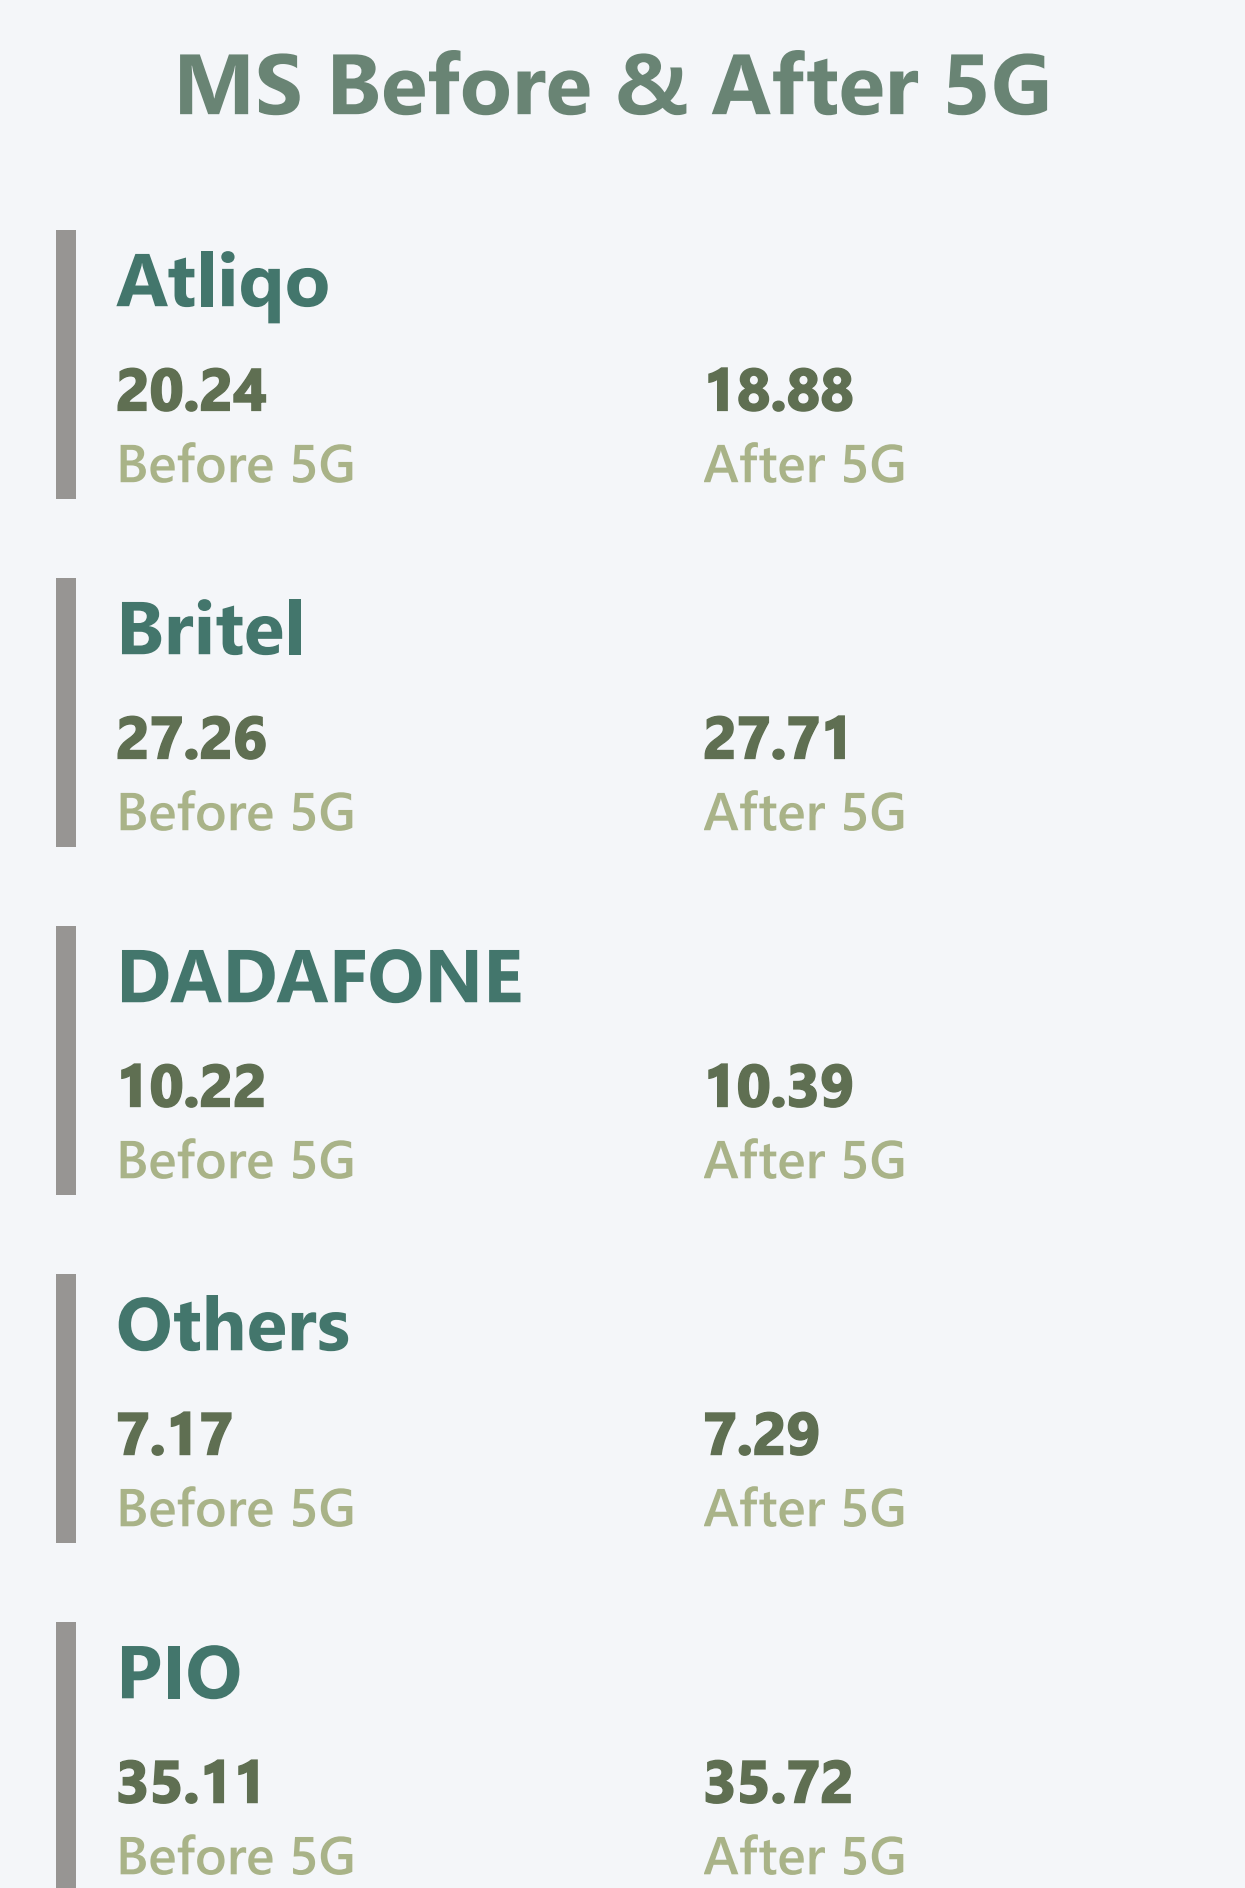 MS Before & After 5G
Atliqo
20.24 18.88
Before 5G After 5G
Britel
27.26 27.71
Before 5G After 5G
DADAFONE
10.22 10.39
Before 5G After 5G
Others
7.17 7.29
Before 5G After 5G
PIO
35.11 35.72
Before 5G After 5G